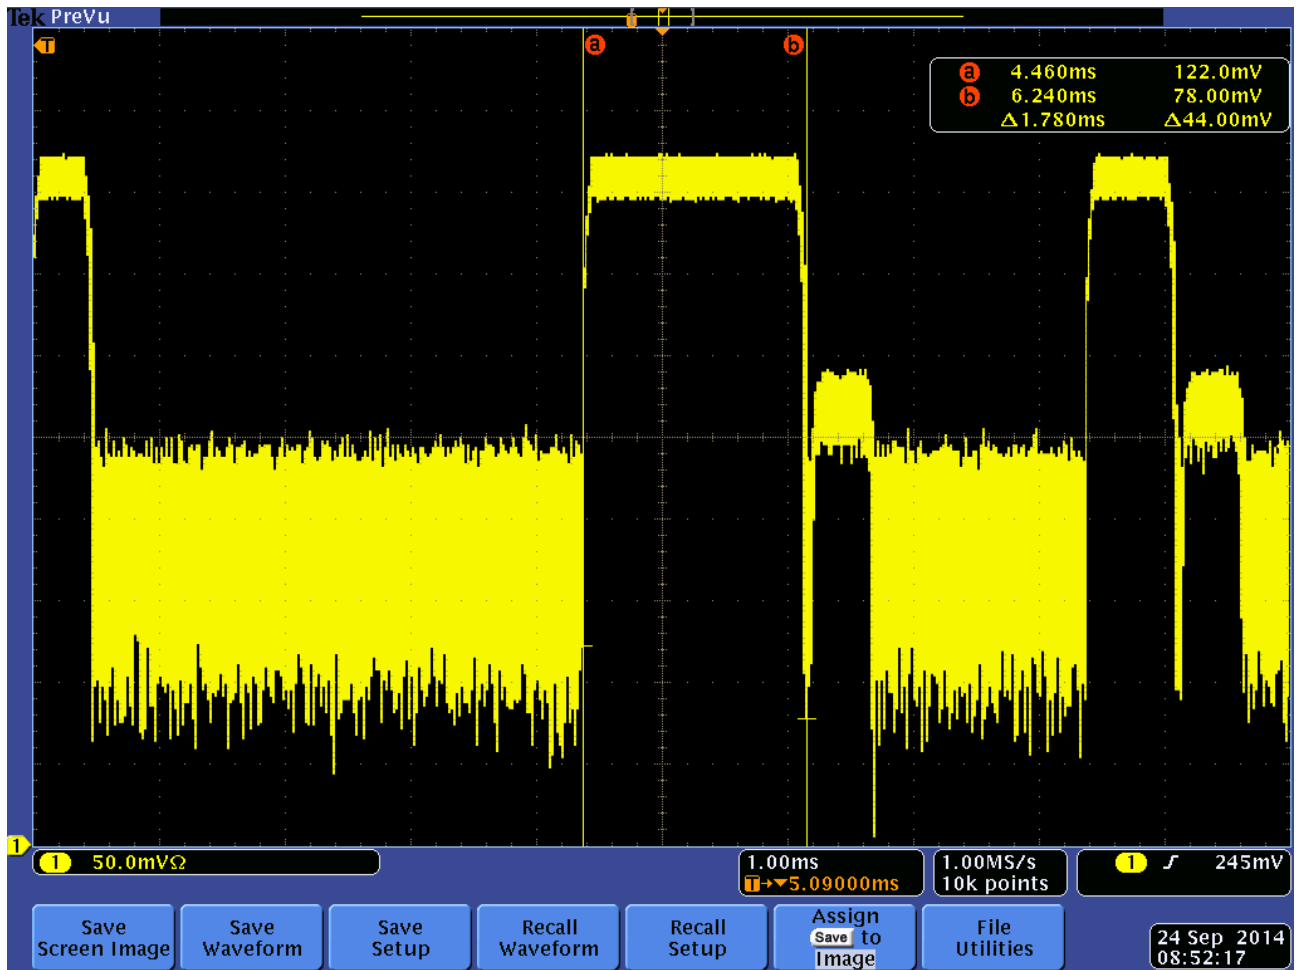 Tek PreVu
T
a
b
a 4.460ms 122.0mV
b 6.240ms 78.00mV
Δ1.780ms Δ44.00mV
1
1 50.0mVΩ
1.00ms
T→▼5.09000ms
1.00MS/s
10k points
1 245mV
Save
Screen Image
Save
Waveform
Save
Setup
Recall
Waveform
Recall
Setup
Assign
Save to
Image
File
Utilities
24 Sep 2014
08:52:17